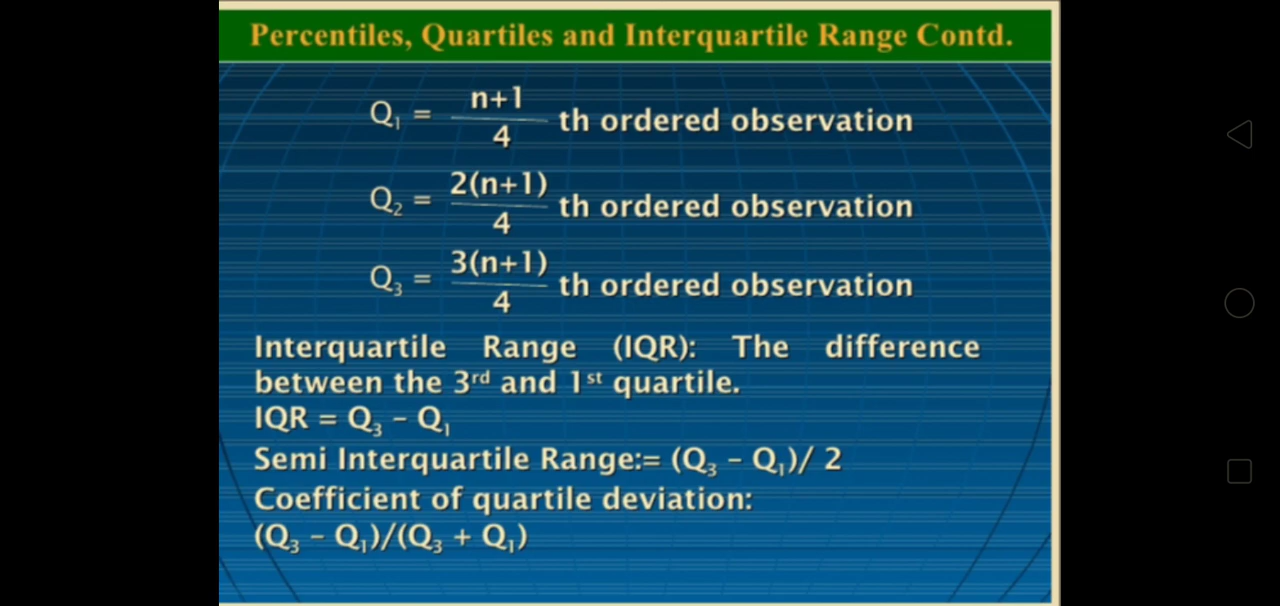 Percentiles, Quartiles and Interquartile Range Contd.
Q₁ = n+1/4 th ordered observation
Q₂ = 2(n+1)/4 th ordered observation
Q₃ = 3(n+1)/4 th ordered observation
Interquartile Range (IQR): The difference
between the 3rd and 1st quartile.
IQR = Q₃ – Q₁
Semi Interquartile Range:= (Q₃ – Q₁)/ 2
Coefficient of quartile deviation:
(Q₃ – Q₁)/(Q₃ + Q₁)